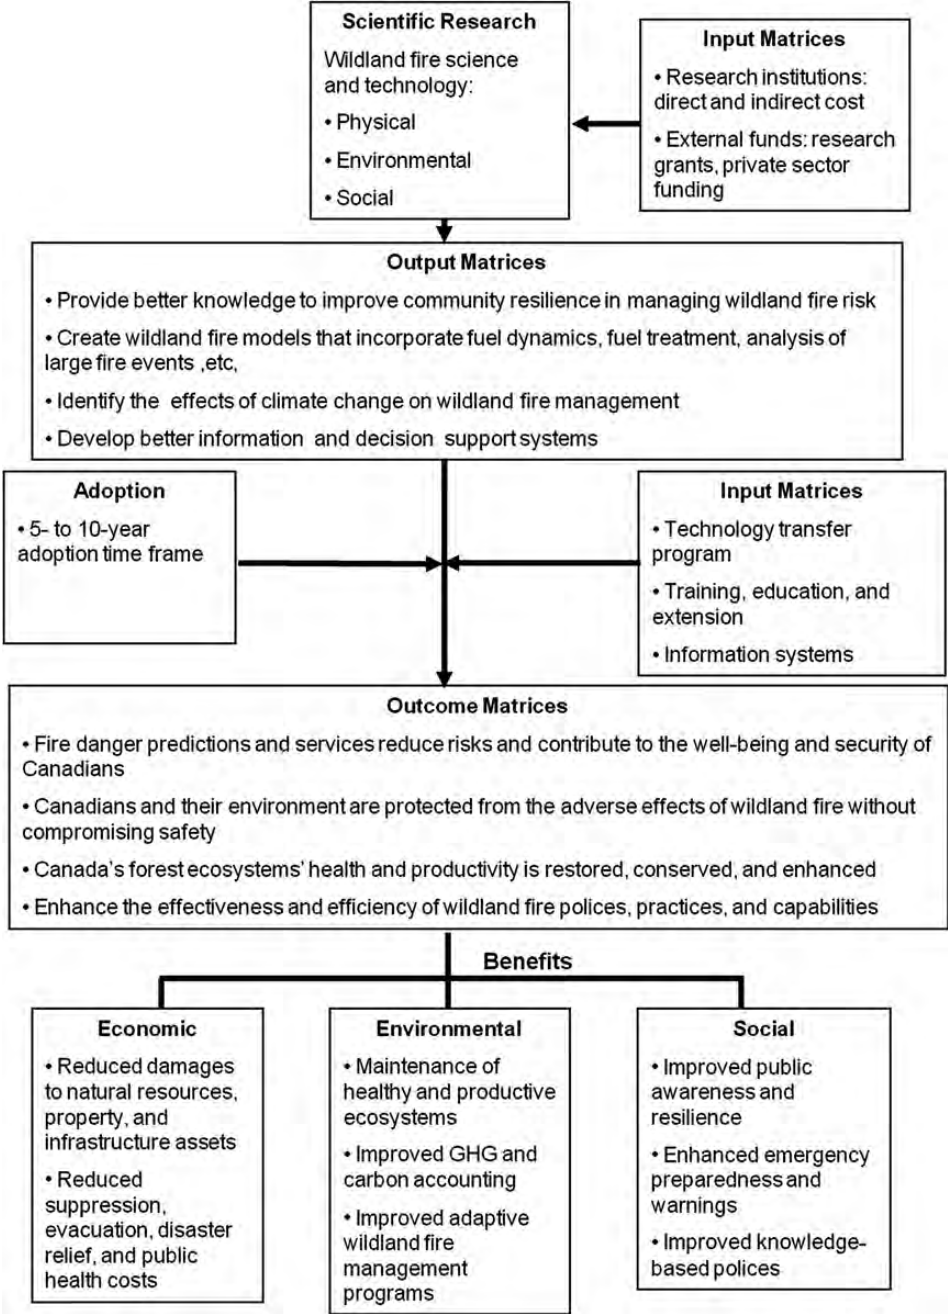 Scientific Research
Wildland fire science
and technology:
• Physical
• Environmental
• Social
Input Matrices
• Research institutions:
direct and indirect cost
• External funds: research
grants, private sector
funding
Output Matrices
• Provide better knowledge to improve community resilience in managing wildland fire risk
• Create wildland fire models that incorporate fuel dynamics, fuel treatment, analysis of
large fire events ,etc,
• Identify the effects of climate change on wildland fire management
• Develop better information and decision support systems
Adoption
• 5- to 10-year
adoption time frame
Input Matrices
• Technology transfer
program
• Training, education, and
extension
• Information systems
Outcome Matrices
• Fire danger predictions and services reduce risks and contribute to the well-being and security of
Canadians
• Canadians and their environment are protected from the adverse effects of wildland fire without
compromising safety
• Canada's forest ecosystems' health and productivity is restored, conserved, and enhanced
• Enhance the effectiveness and efficiency of wildland fire polices, practices, and capabilities
Benefits
Economic
• Reduced damages
to natural resources,
property, and
infrastructure assets
• Reduced
suppression,
evacuation, disaster
relief, and public
health costs
Environmental
• Maintenance of
healthy and productive
ecosystems
• Improved GHG and
carbon accounting
• Improved adaptive
wildland fire
management
programs
Social
• Improved public
awareness and
resilience
• Enhanced emergency
preparedness and
warnings
• Improved knowledge-
based polices